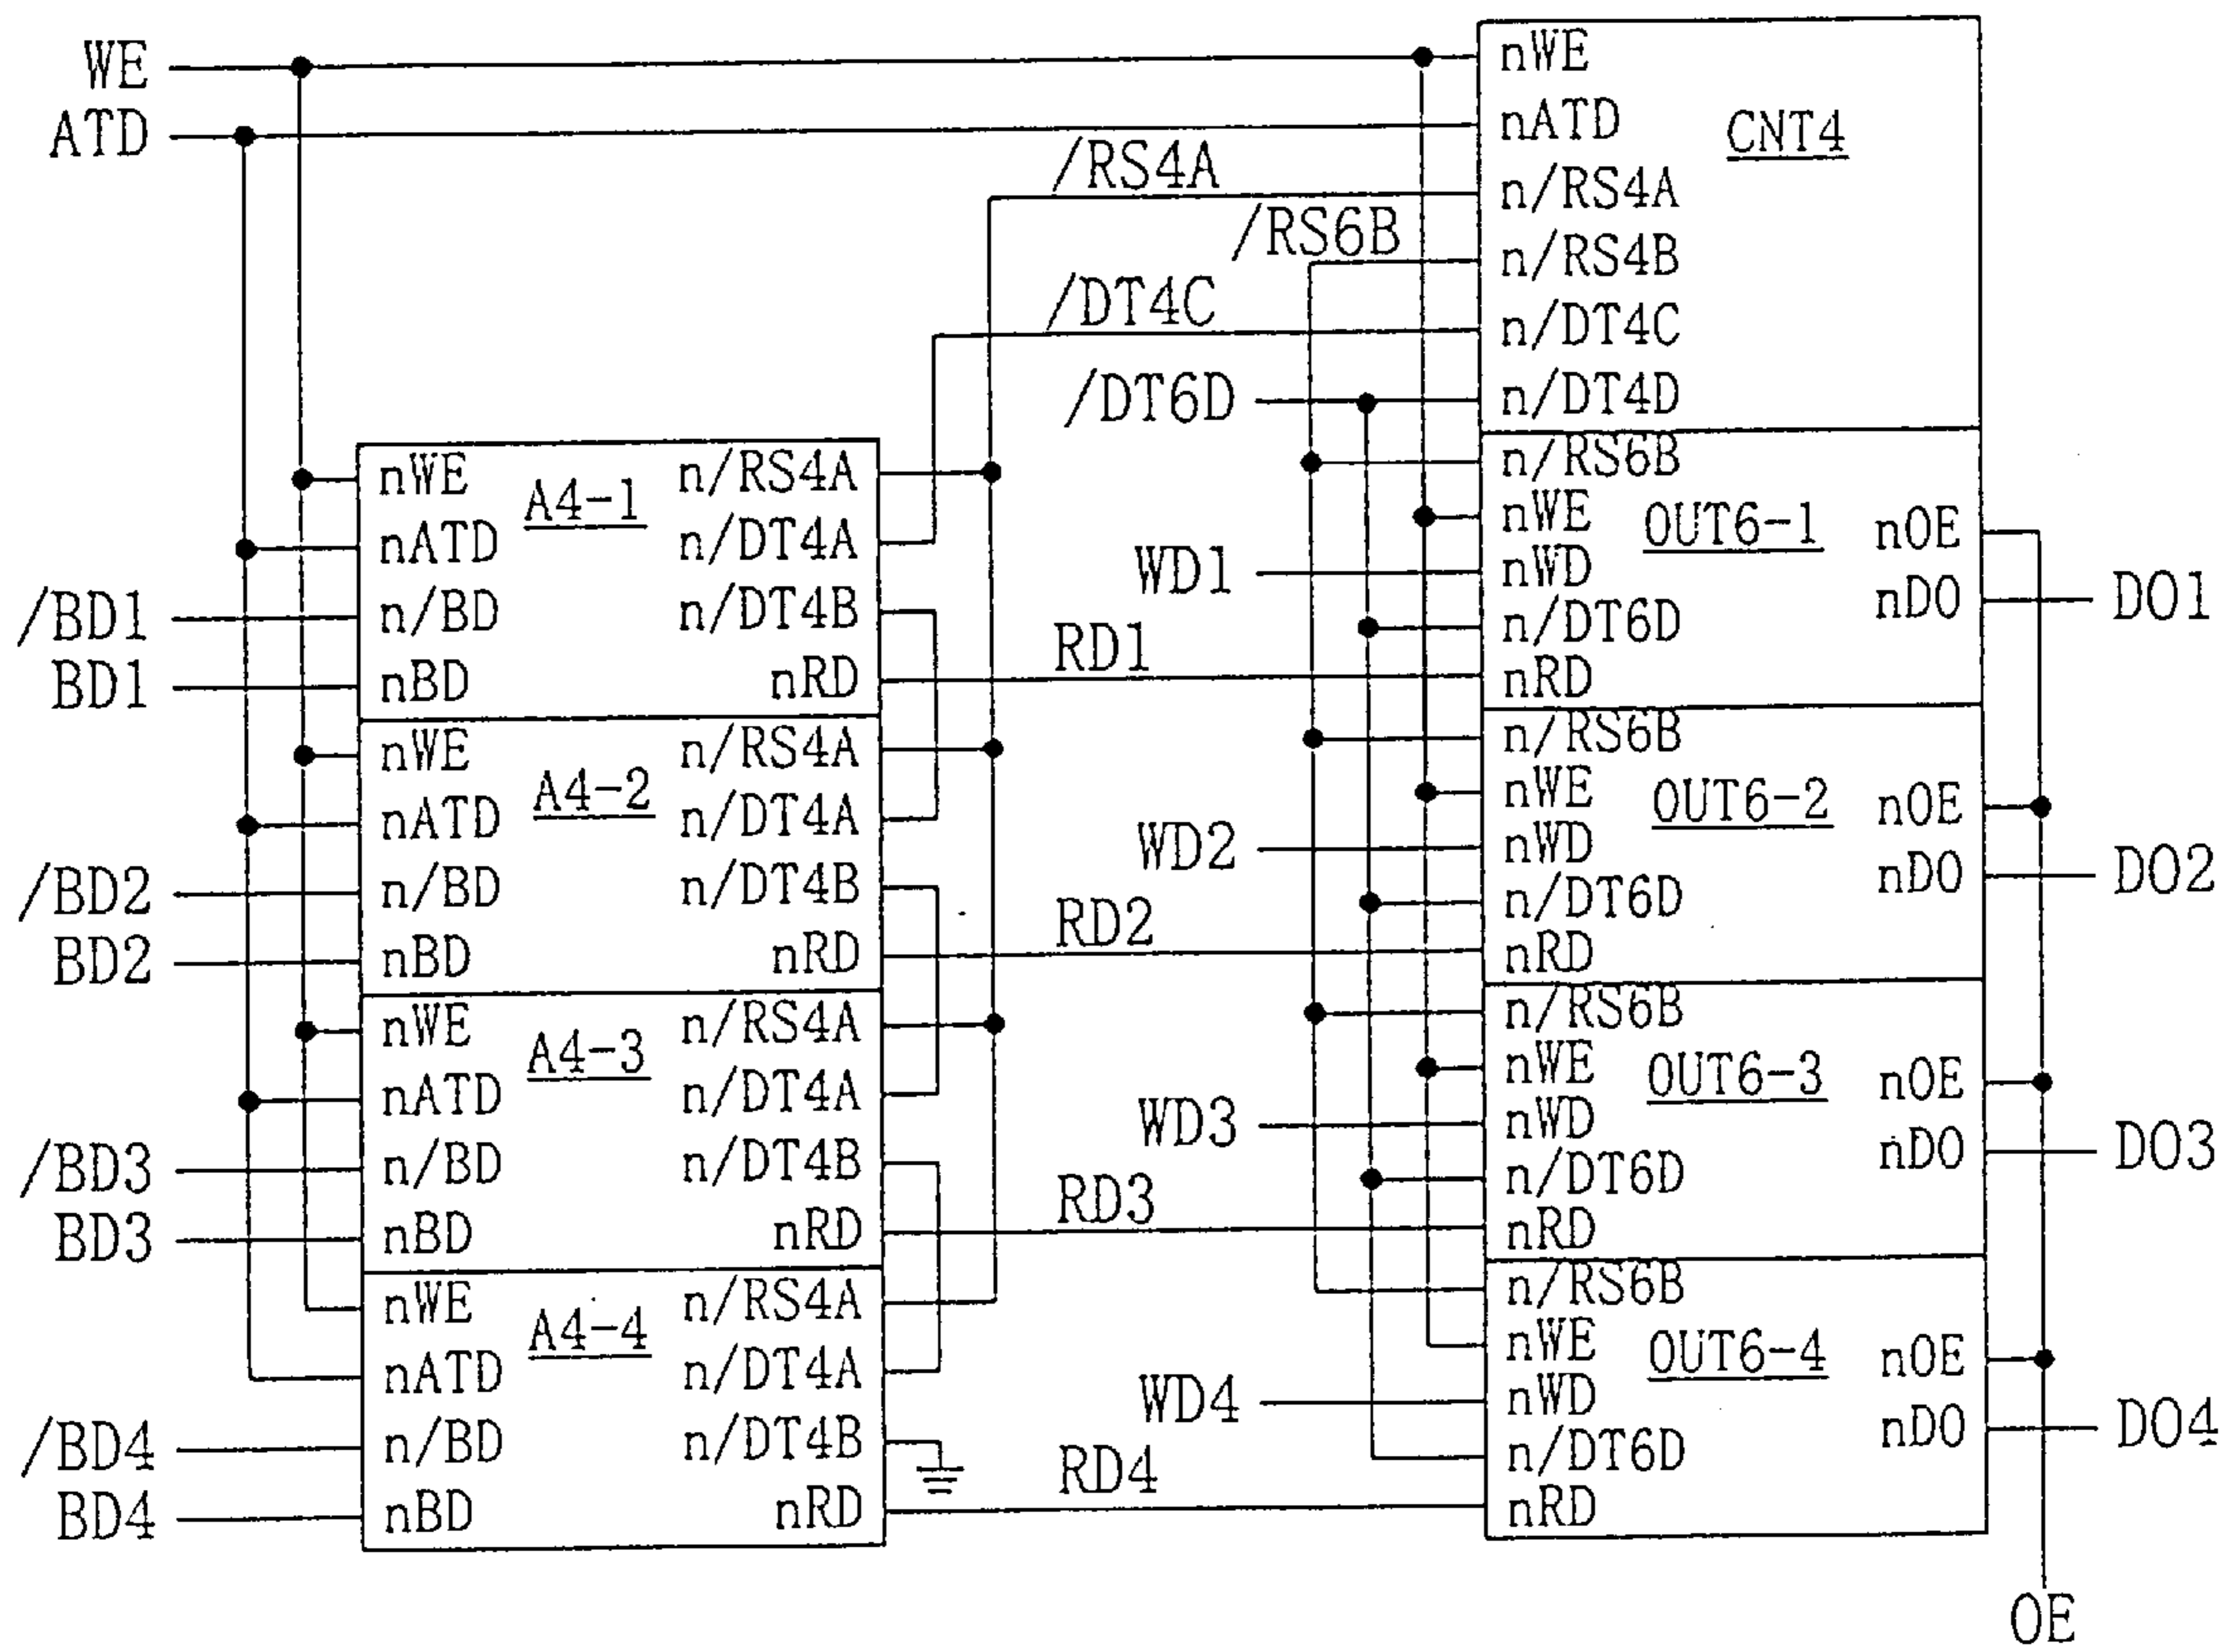 WE
ATD
/RS4A
/RS6B
/DT4C
/DT6D
nWE
nATD
CNT4
n/RS4A
n/RS4B
n/DT4C
n/DT4D
/BD1
BD1
nWE
A4-1
n/RS4A
nATD
n/DT4A
n/BD
n/DT4B
nBD
nRD
RD1
WD1
n/RS6B
nWE
OUT6-1
nOE
nWD
nDO
n/DT6D
nRD
DO1
/BD2
BD2
nWE
A4-2
n/RS4A
nATD
n/DT4A
n/BD
n/DT4B
nBD
nRD
RD2
WD2
n/RS6B
nWE
OUT6-2
nOE
nWD
nDO
n/DT6D
nRD
DO2
/BD3
BD3
nWE
A4-3
n/RS4A
nATD
n/DT4A
n/BD
n/DT4B
nBD
nRD
RD3
WD3
n/RS6B
nWE
OUT6-3
nOE
nWD
nDO
n/DT6D
nRD
DO3
/BD4
BD4
nWE
A4-4
n/RS4A
nATD
n/DT4A
n/BD
n/DT4B
nBD
nRD
RD4
WD4
n/RS6B
nWE
OUT6-4
nOE
nWD
nDO
n/DT6D
nRD
DO4
OE